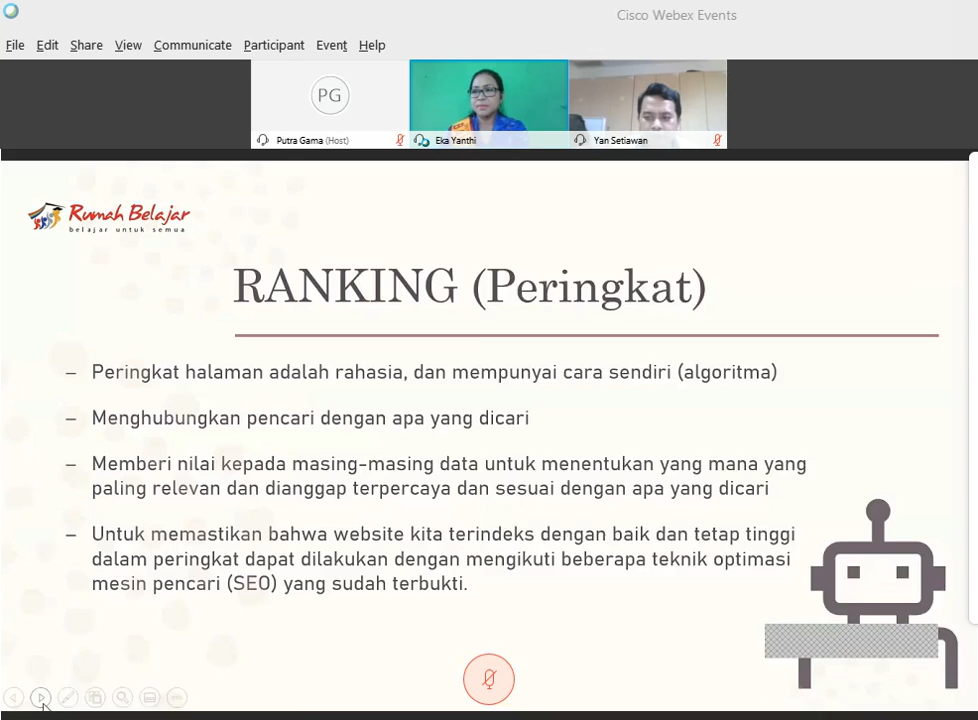 Cisco Webex Events
File Edit Share View Communicate Participant Event Help
PG
Putra Gama (Host)
Eka Yanthi
Yan Setiawan
Rumah Belajar
belajar untuk semua
RANKING (Peringkat)
– Peringkat halaman adalah rahasia, dan mempunyai cara sendiri (algoritma)
– Menghubungkan pencari dengan apa yang dicari
– Memberi nilai kepada masing-masing data untuk menentukan yang mana yang
paling relevan dan dianggap terpercaya dan sesuai dengan apa yang dicari
– Untuk memastikan bahwa website kita terindeks dengan baik dan tetap tinggi
dalam peringkat dapat dilakukan dengan mengikuti beberapa teknik optimasi
mesin pencari (SEO) yang sudah terbukti.